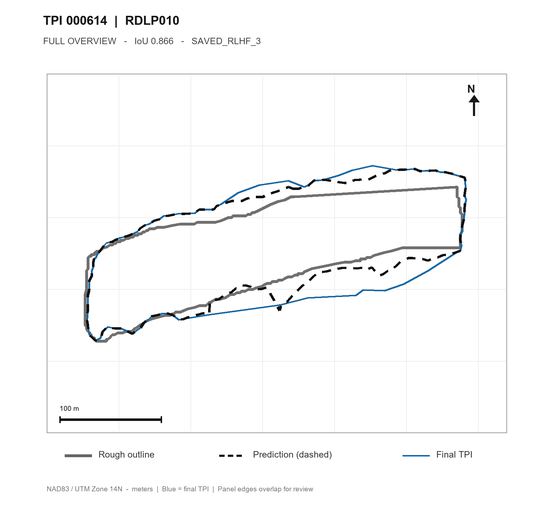 TPI 000614 | RDLP010
FULL OVERVIEW - IoU 0.866 - SAVED_RLHF_3
N
100 m
Rough outline Prediction (dashed) Final TPI
NAD83 / UTM Zone 14N - meters | Blue = final TPI | Panel edges overlap for review